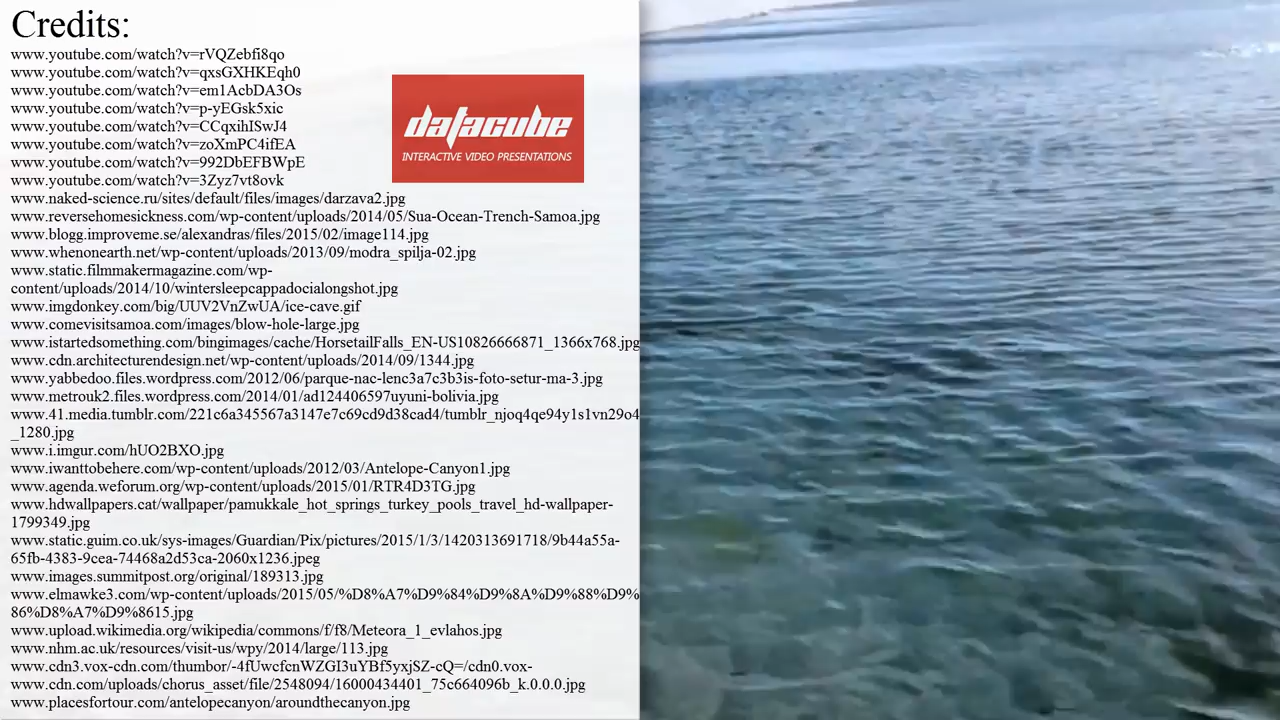 Credits:
www.youtube.com/watch?v=rVQZebfi8qo
www.youtube.com/watch?v=qxsGXHKEqh0
www.youtube.com/watch?v=em1AcbDA3Os
www.youtube.com/watch?v=p-yEGsk5xic
www.youtube.com/watch?v=CCqxihISwJ4
www.youtube.com/watch?v=zoXmPC4ifEA
www.youtube.com/watch?v=992DbEFBWpE
www.youtube.com/watch?v=3Zyz7vt8ovk
www.naked-science.ru/sites/default/files/images/darzava2.jpg
www.reversehomesickness.com/wp-content/uploads/2014/05/Sua-Ocean-Trench-Samoa.jpg
www.blogg.improveme.se/alexandras/files/2015/02/image114.jpg
www.whenonearth.net/wp-content/uploads/2013/09/modra_spilja-02.jpg
www.static.filmmakermagazine.com/wp-
content/uploads/2014/10/wintersleepcappadocialongshot.jpg
www.imgdonkey.com/big/UUV2VnZwUA/ice-cave.gif
www.comevisitsamoa.com/images/blow-hole-large.jpg
www.istartedsomething.com/bingimages/cache/HorsetailFalls_EN-US10826666871_1366x768.jpg
www.cdn.architecturendesign.net/wp-content/uploads/2014/09/1344.jpg
www.yabbedoo.files.wordpress.com/2012/06/parque-nac-lenc3a7c3b3is-foto-setur-ma-3.jpg
www.metrouk2.files.wordpress.com/2014/01/ad124406597uyuni-bolivia.jpg
www.41.media.tumblr.com/221c6a345567a3147e7c69cd9d38cad4/tumblr_njoq4qe94y1s1vn29o4
_1280.jpg
www.i.imgur.com/hUO2BXO.jpg
www.iwanttobehere.com/wp-content/uploads/2012/03/Antelope-Canyon1.jpg
www.agenda.weforum.org/wp-content/uploads/2015/01/RTR4D3TG.jpg
www.hdwallpapers.cat/wallpaper/pamukkale_hot_springs_turkey_pools_travel_hd-wallpaper-
1799349.jpg
www.static.guim.co.uk/sys-images/Guardian/Pix/pictures/2015/1/3/1420313691718/9b44a55a-
65fb-4383-9cea-74468a2d53ca-2060x1236.jpeg
www.images.summitpost.org/original/189313.jpg
www.elmawke3.com/wp-content/uploads/2015/05/%D8%A7%D9%84%D9%8A%D9%88%D9%
86%D8%A7%D9%8615.jpg
www.upload.wikimedia.org/wikipedia/commons/f/f8/Meteora_1_evlahos.jpg
www.nhm.ac.uk/resources/visit-us/wpy/2014/large/113.jpg
www.cdn3.vox-cdn.com/thumbor/-4fUwcfcnWZGI3uYBf5yxjSZ-cQ=/cdn0.vox-
www.cdn.com/uploads/chorus_asset/file/2548094/16000434401_75c664096b_k.0.0.0.jpg
www.placesfortour.com/antelopecanyon/aroundthecanyon.jpg
datacube
INTERACTIVE VIDEO PRESENTATIONS